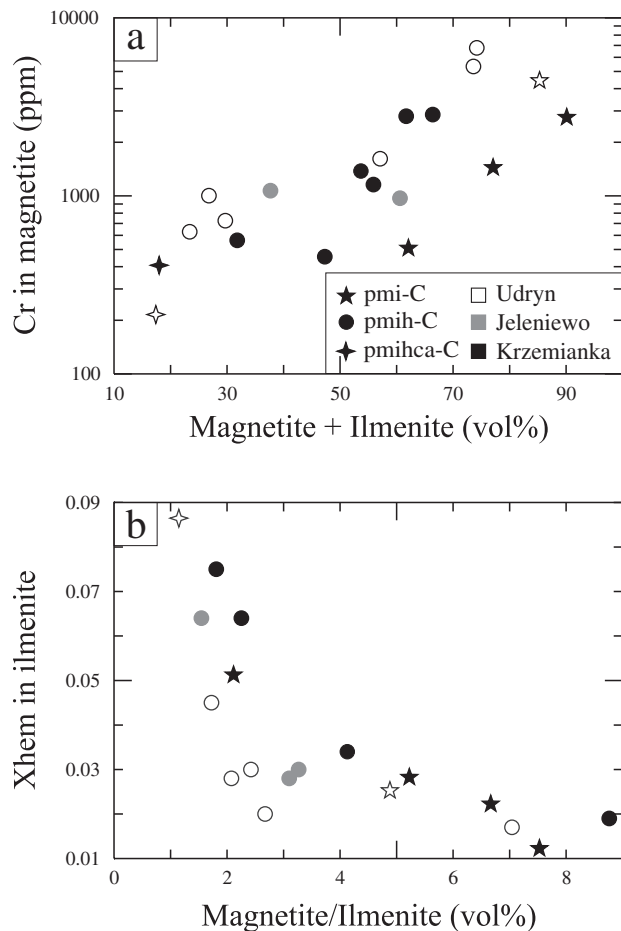 a
10000
1000
100
Cr in magnetite (ppm)
pmi-C Udryn
pmih-C Jeleniewo
pmihca-C Krzemianka
10 30 50 70 90
Magnetite + Ilmenite (vol%)
b
0.09
0.07
0.05
0.03
0.01
Xhem in ilmenite
0 2 4 6 8
Magnetite/Ilmenite (vol%)